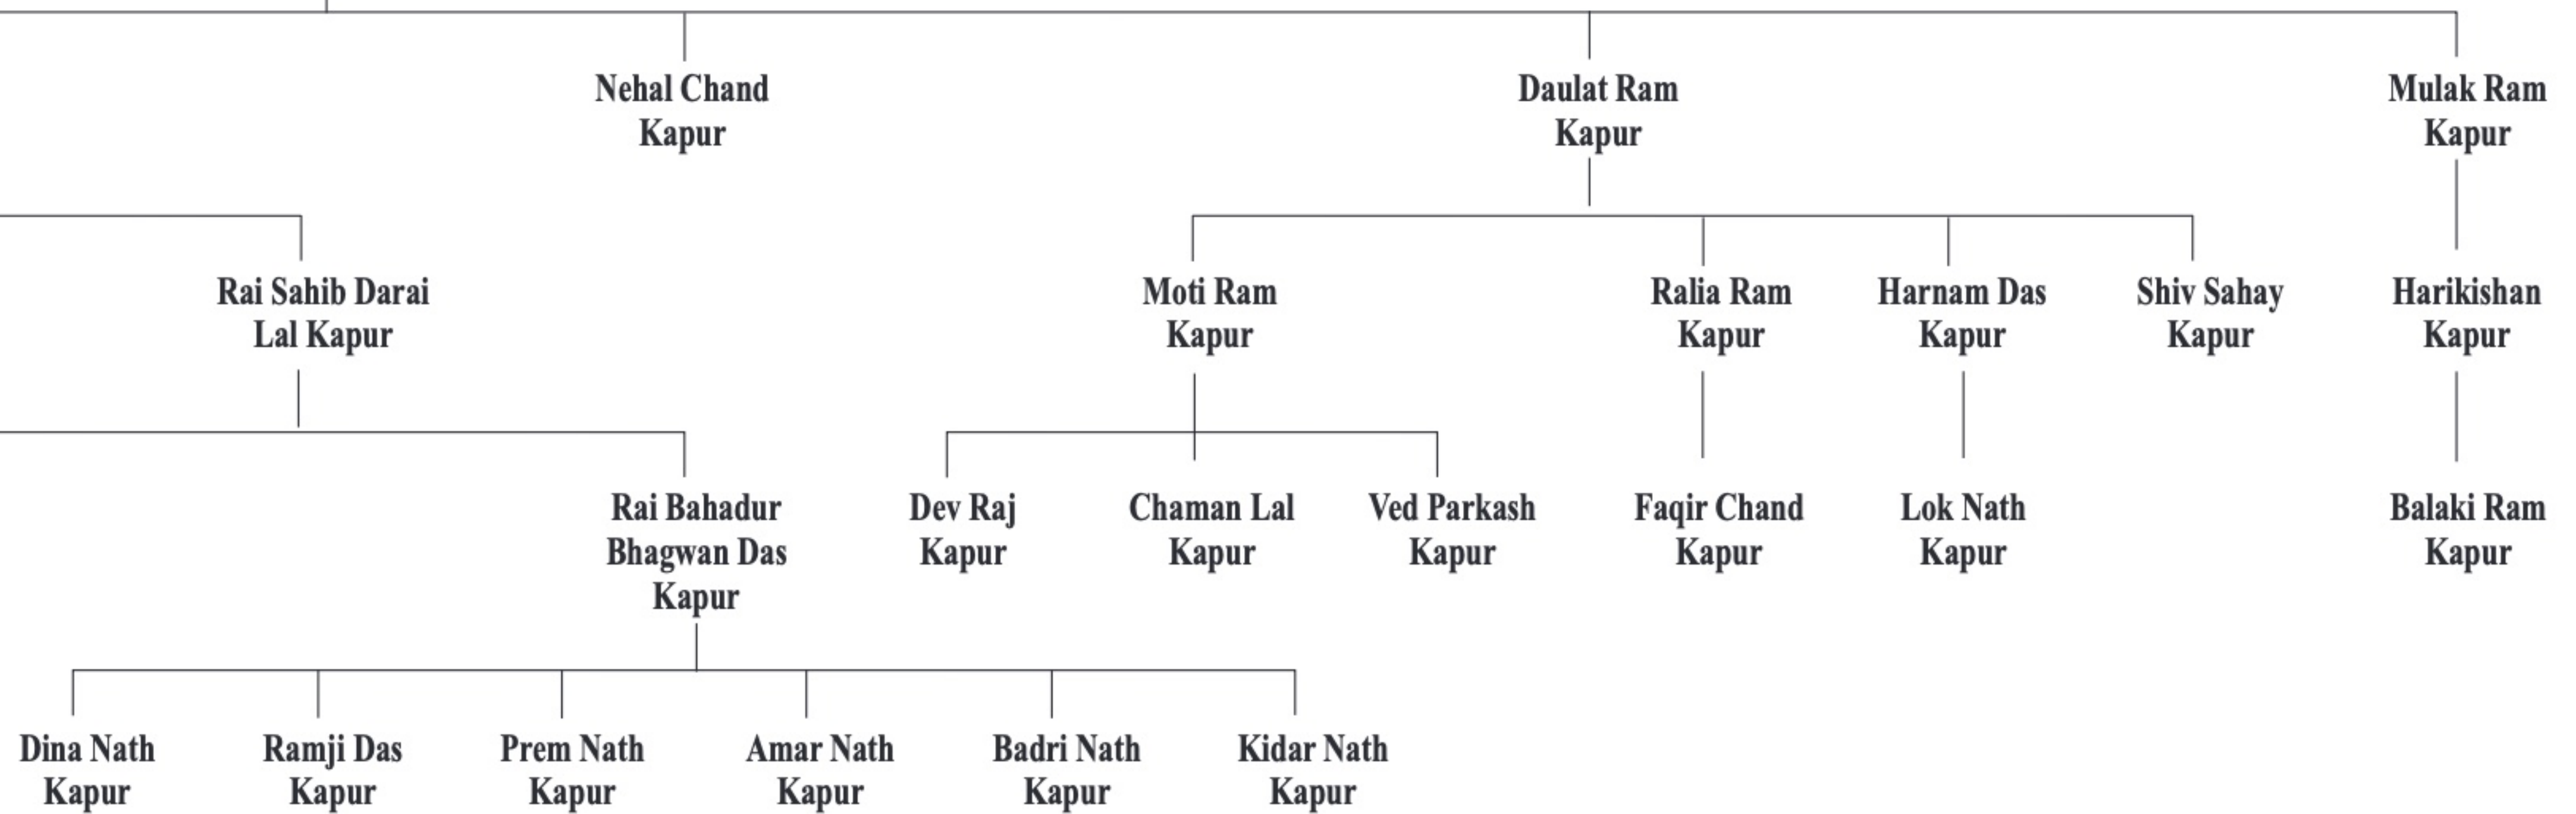 Nehal Chand
Kapur
Daulat Ram
Kapur
Mulak Ram
Kapur
Rai Sahib Darai
Lal Kapur
Moti Ram
Kapur
Ralia Ram
Kapur
Harnam Das
Kapur
Shiv Sahay
Kapur
Harikishan
Kapur
Rai Bahadur
Bhagwan Das
Kapur
Dev Raj
Kapur
Chaman Lal
Kapur
Ved Parkash
Kapur
Faqir Chand
Kapur
Lok Nath
Kapur
Balaki Ram
Kapur
Dina Nath
Kapur
Ramji Das
Kapur
Prem Nath
Kapur
Amar Nath
Kapur
Badri Nath
Kapur
Kidar Nath
Kapur